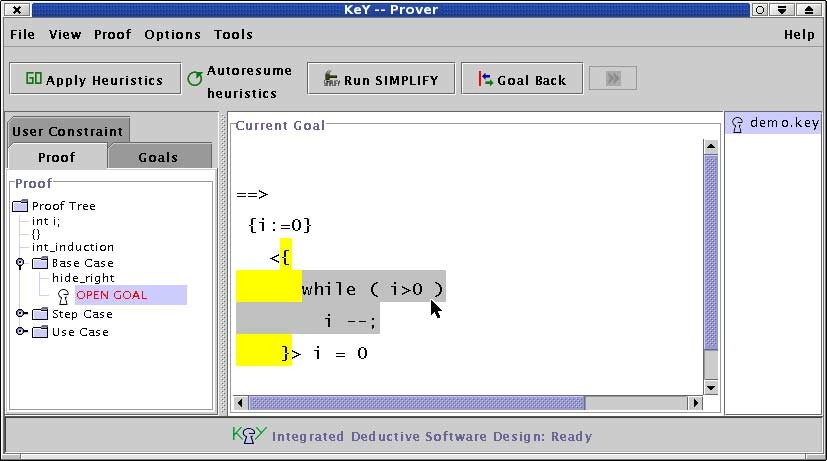 KeY -- Prover
File View Proof Options Tools Help
GO Apply Heuristics
Autoresume
heuristics
SIMPLIFY Run SIMPLIFY
Goal Back
User Constraint
Proof Goals
Proof
Proof Tree
int i;
{}
int_induction
Base Case
hide_right
OPEN GOAL
Step Case
Use Case
Current Goal
==>
{i:=0}
<{
while ( i>0 )
i --;
}> i = 0
demo.key
KeY Integrated Deductive Software Design: Ready